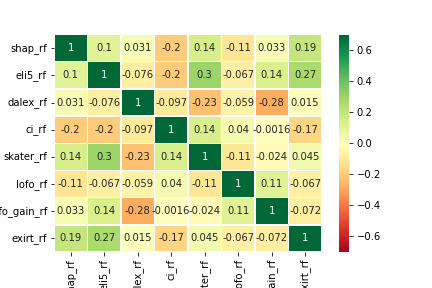 shap_rf 1 0.1 0.031 -0.2 0.14 -0.11 0.033 0.19
eli5_rf 0.1 1 -0.076 -0.2 0.3 -0.067 0.14 0.27
dalex_rf 0.031 -0.076 1 -0.097 -0.23 -0.059 -0.28 0.015
ci_rf -0.2 -0.2 -0.097 1 0.14 0.04 -0.0016 -0.17
skater_rf 0.14 0.3 -0.23 0.14 1 -0.11 -0.024 0.045
lofo_rf -0.11 -0.067 -0.059 0.04 -0.11 1 0.11 -0.067
fo_gain_rf 0.033 0.14 -0.28 -0.0016 -0.024 0.11 1 -0.072
exirt_rf 0.19 0.27 0.015 -0.17 0.045 -0.067 -0.072 1
hap_rf
eli5_rf
lex_rf
ci_rf
ter_rf
ofo_rf
ain_rf
xirt_rf
0.6
0.4
0.2
0.0
−0.2
−0.4
−0.6